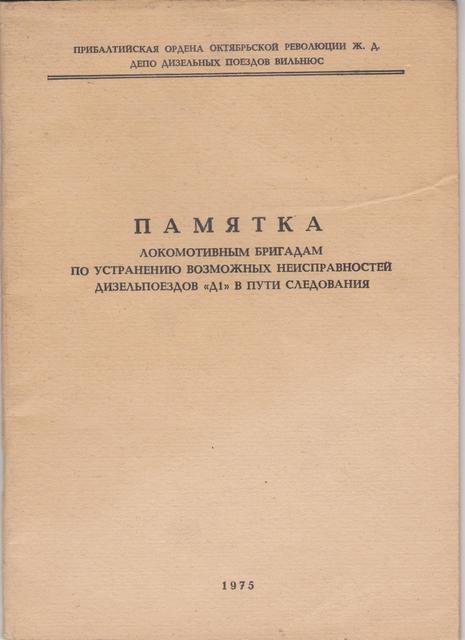 ПРИБАЛТИЙСКАЯ ОРДЕНА ОКТЯБРЬСКОЙ РЕВОЛЮЦИИ Ж. Д.
ДЕПО ДИЗЕЛЬНЫХ ПОЕЗДОВ ВИЛЬНЮС
ПАМЯТКА
ЛОКОМОТИВНЫМ БРИГАДАМ
ПО УСТРАНЕНИЮ ВОЗМОЖНЫХ НЕИСПРАВНОСТЕЙ
ДИЗЕЛЬПОЕЗДОВ «Д1» В ПУТИ СЛЕДОВАНИЯ
1975